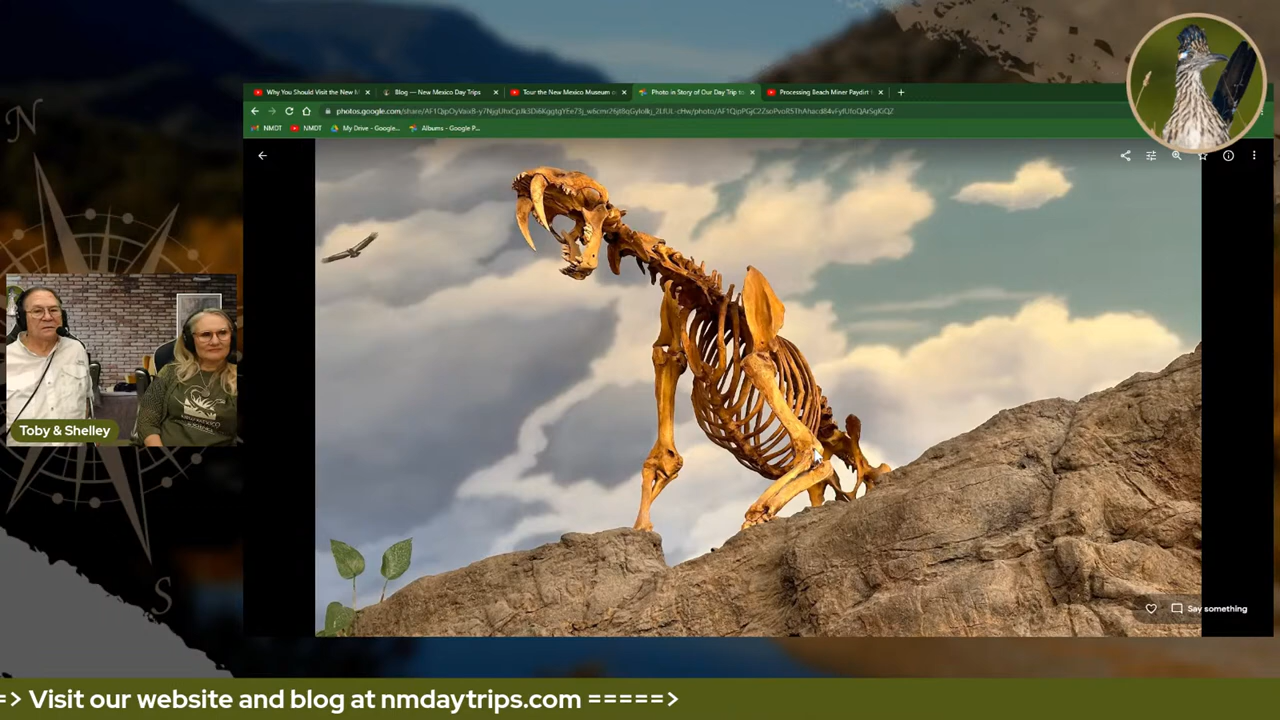 Why You Should Visit the New M
Blog — New Mexico Day Trips
Tour the New Mexico Museum o
Photo in Story of Our Day Trip to
Processing Beach Miner Paydirt
NMDT
NMDT
My Drive - Google...
Albums - Google P...
N
Toby & Shelley
S
Say something
=> Visit our website and blog at nmdaytrips.com =====>